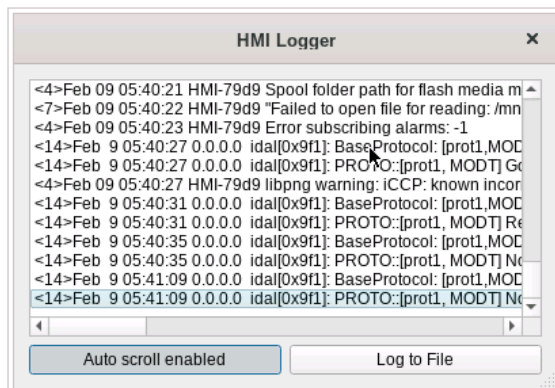 HMI Logger
<4>Feb 09 05:40:21 HMI-79d9 Spool folder path for flash media m
<7>Feb 09 05:40:22 HMI-79d9 "Failed to open file for reading: /mn
<4>Feb 09 05:40:23 HMI-79d9 Error subscribing alarms: -1
<14>Feb  9 05:40:27 0.0.0.0  idal[0x9f1]: BaseProtocol: [prot1,MOD
<14>Feb  9 05:40:27 0.0.0.0  idal[0x9f1]: PROTO::[prot1, MODT] Go
<4>Feb 09 05:40:27 HMI-79d9 libpng warning: iCCP: known incor
<14>Feb  9 05:40:31 0.0.0.0  idal[0x9f1]: BaseProtocol: [prot1,MOD
<14>Feb  9 05:40:31 0.0.0.0  idal[0x9f1]: PROTO::[prot1, MODT] Re
<14>Feb  9 05:40:35 0.0.0.0  idal[0x9f1]: BaseProtocol: [prot1,MOD
<14>Feb  9 05:40:35 0.0.0.0  idal[0x9f1]: PROTO::[prot1, MODT] No
<14>Feb  9 05:41:09 0.0.0.0  idal[0x9f1]: BaseProtocol: [prot1,MOD
<14>Feb  9 05:41:09 0.0.0.0  idal[0x9f1]: PROTO::[prot1, MODT] No
Auto scroll enabled
Log to File